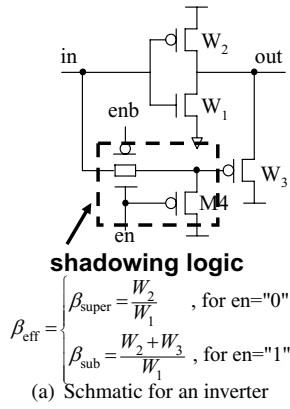 W2
in
out
W1
enb
W3
M4
en
shadowing logic
βeff = { βsuper = W2/W1 , for en="0"
βsub = W2+W3/W1 , for en="1"
(a) Schmatic for an inverter